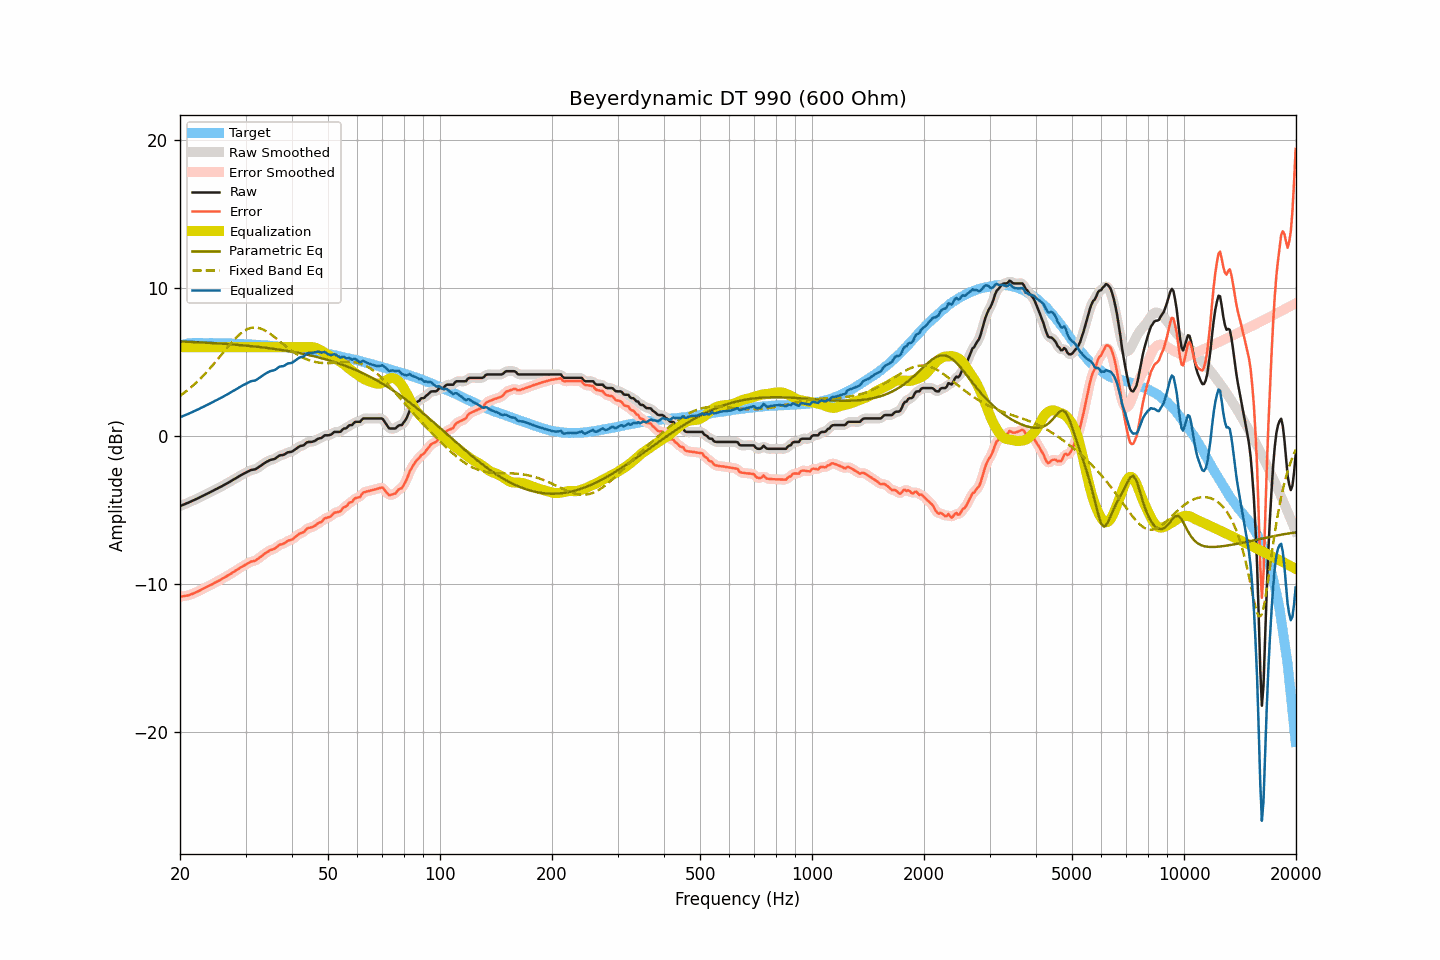 Beyerdynamic DT 990 (600 Ohm)
Target
Raw Smoothed
Error Smoothed
Raw
Error
Equalization
Parametric Eq
Fixed Band Eq
Equalized
Amplitude (dBr)
20
10
0
−10
−20
20 50 100 200 500 1000 2000 5000 10000 20000
Frequency (Hz)